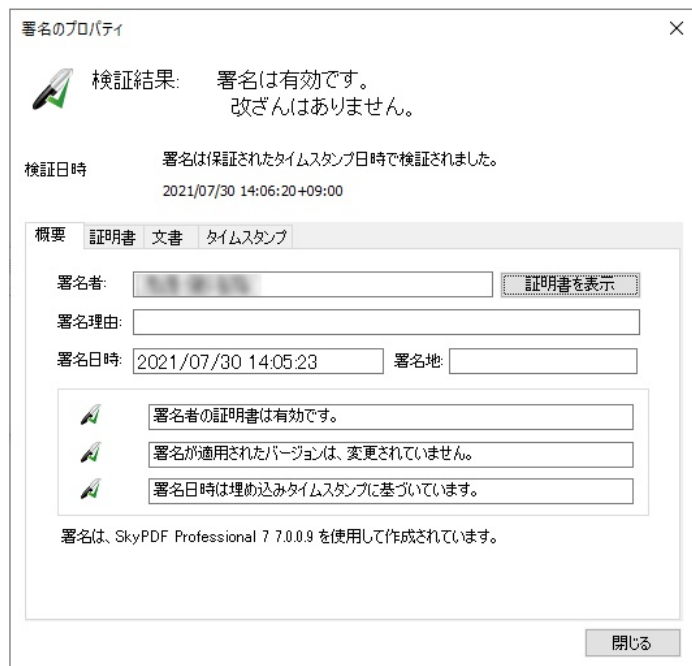 署名のプロパティ
検証結果: 署名は有効です。
改ざんはありません。
検証日時 署名は保証されたタイムスタンプ日時で検証されました。
2021/07/30 14:06:20+09:00
概要 証明書 文書 タイムスタンプ
署名者: 証明書を表示
署名理由:
署名日時: 2021/07/30 14:05:23 署名地:
署名者の証明書は有効です。
署名が適用されたバージョンは、変更されていません。
署名日時は埋め込みタイムスタンプに基づいています。
署名は、SkyPDF Professional 7 7.0.0.9 を使用して作成されています。
閉じる